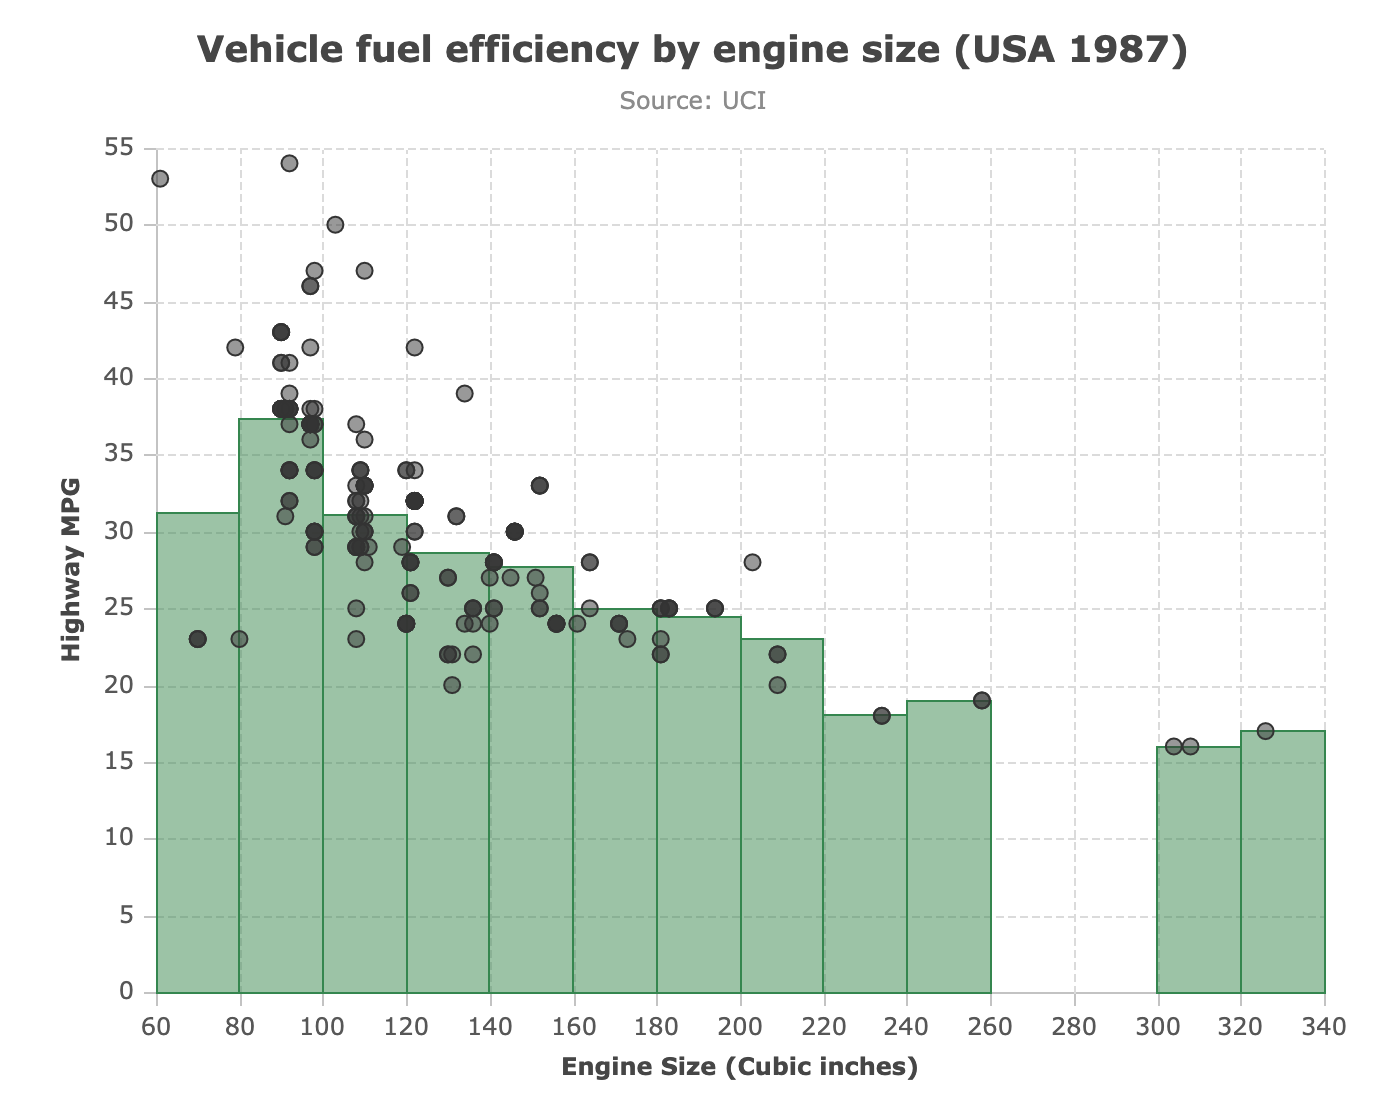 Vehicle fuel efficiency by engine size (USA 1987)
Source: UCI
55
50
45
40
35
30
25
20
15
10
5
0
Highway MPG
60 80 100 120 140 160 180 200 220 240 260 280 300 320 340
Engine Size (Cubic inches)